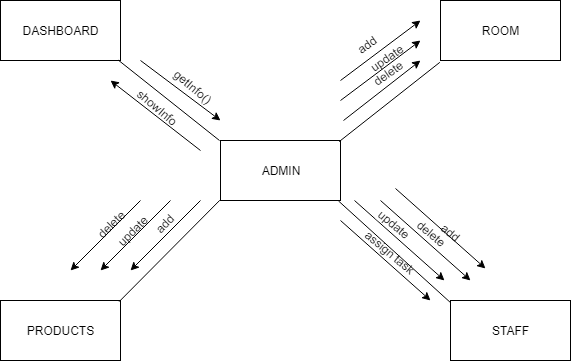 DASHBOARD
ROOM
getInfo()
showInfo
add
update
delete
ADMIN
delete
update
add
update
delete
add
assign task
PRODUCTS
STAFF